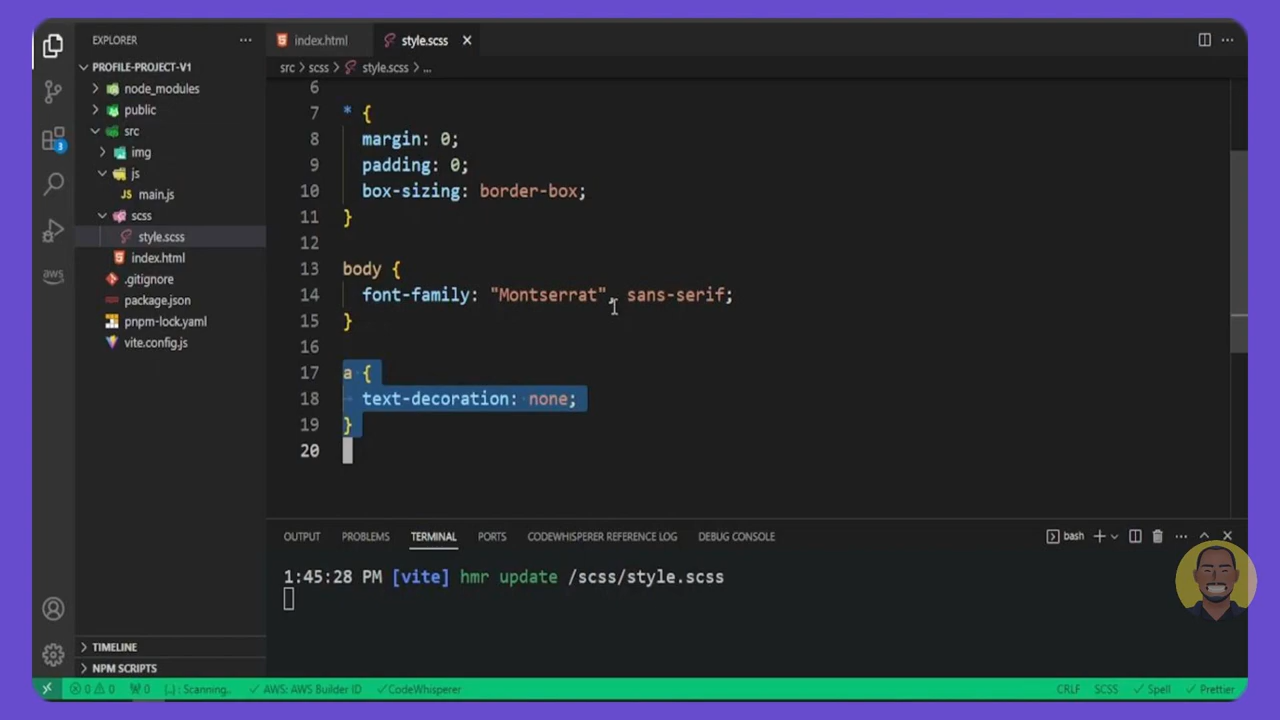 EXPLORER
index.html
style.scss
PROFILE-PROJECT-V1
src > scss > style.scss > ...
node_modules
public
src
img
js
main.js
scss
style.scss
index.html
.gitignore
package.json
pnpm-lock.yaml
vite.config.js
3
aws
6
7 * {
8 margin: 0;
9 padding: 0;
10 box-sizing: border-box;
11 }
12
13 body {
14 font-family: "Montserrat", sans-serif;
15 }
16
17 a {
18 text-decoration: none;
19 }
20
OUTPUT PROBLEMS TERMINAL PORTS CODEWHISPERER REFERENCE LOG DEBUG CONSOLE bash
1:45:28 PM [vite] hmr update /scss/style.scss
TIMELINE
NPM SCRIPTS
0 0 0 {..} : Scanning.. AWS: AWS Builder ID CodeWhisperer CRLF SCSS Spell Prettier